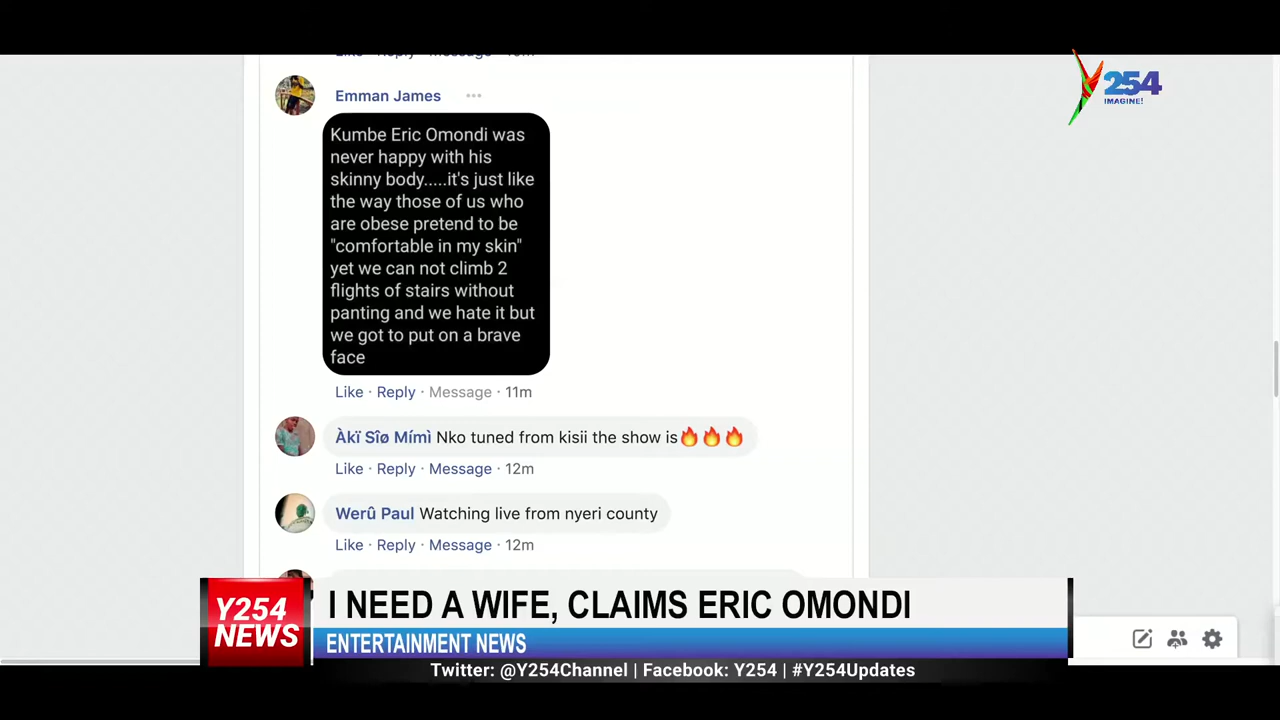 Y254
IMAGINE!
Emman James
Kumbe Eric Omondi was
never happy with his
skinny body.....it's just like
the way those of us who
are obese pretend to be
"comfortable in my skin"
yet we can not climb 2
flights of stairs without
panting and we hate it but
we got to put on a brave
face
Like · Reply · Message · 11m
Àkï Sîø Mímì Nko tuned from kisii the show is🔥🔥🔥
Like · Reply · Message · 12m
Werû Paul Watching live from nyeri county
Like · Reply · Message · 12m
Y254
NEWS
I NEED A WIFE, CLAIMS ERIC OMONDI
ENTERTAINMENT NEWS
Twitter: @Y254Channel | Facebook: Y254 | #Y254Updates